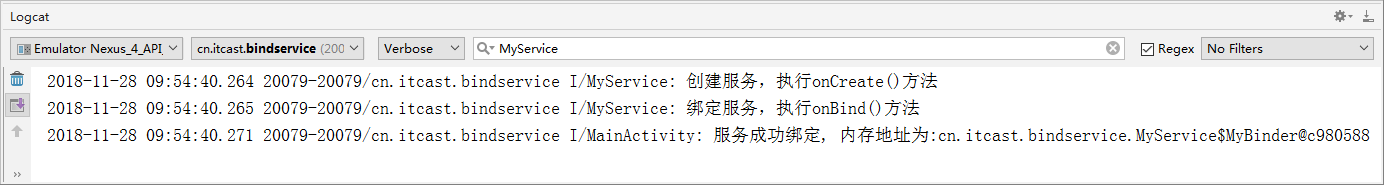 Logcat
Emulator Nexus_4_API_ cn.itcast.bindservice (200 Verbose MyService Regex No Filters
2018-11-28 09:54:40.264 20079-20079/cn.itcast.bindservice I/MyService: 创建服务，执行onCreate()方法
2018-11-28 09:54:40.265 20079-20079/cn.itcast.bindservice I/MyService: 绑定服务，执行onBind()方法
2018-11-28 09:54:40.271 20079-20079/cn.itcast.bindservice I/MainActivity: 服务成功绑定, 内存地址为:cn.itcast.bindservice.MyService$MyBinder@c980588